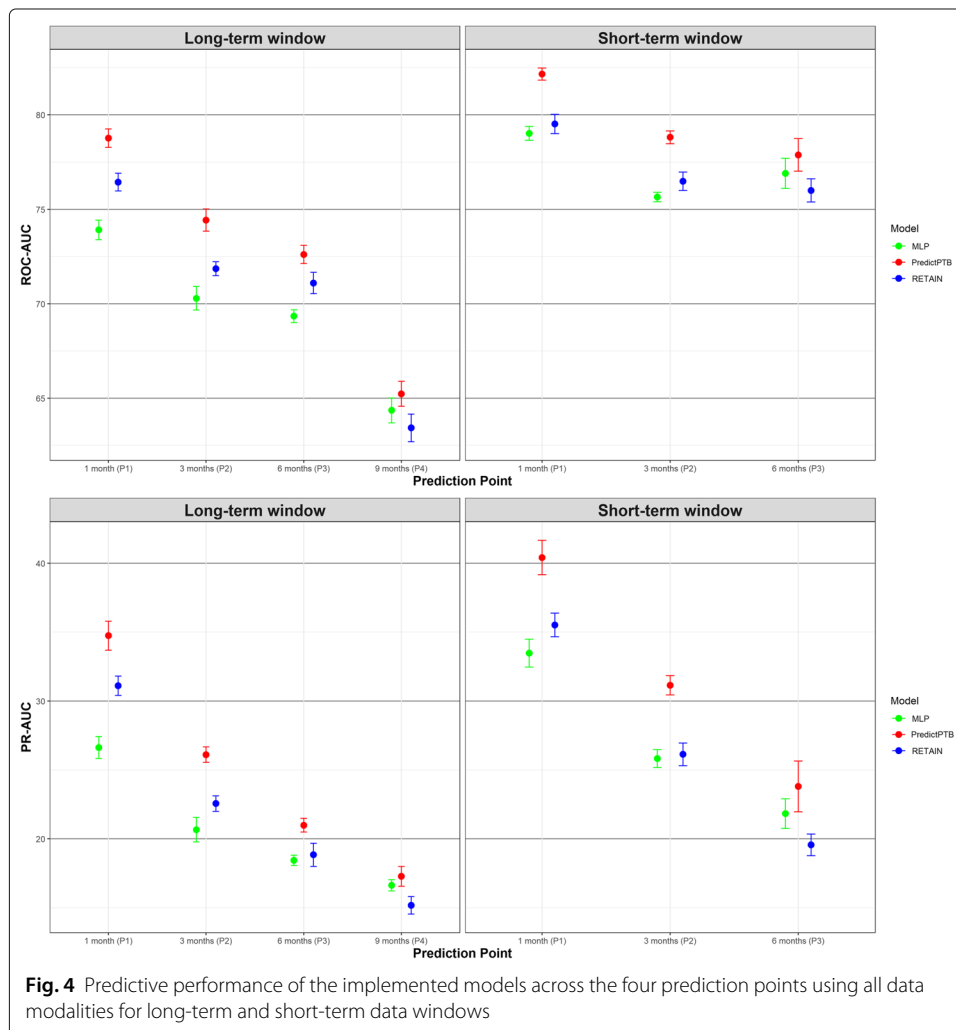 Long-term window
Short-term window
80
75
70
65
ROC-AUC
1 month (P1)
3 months (P2)
6 months (P3)
9 months (P4)
1 month (P1)
3 months (P2)
6 months (P3)
Prediction Point
Model
MLP
PredictPTB
RETAIN
Long-term window
Short-term window
40
30
20
PR-AUC
1 month (P1)
3 months (P2)
6 months (P3)
9 months (P4)
1 month (P1)
3 months (P2)
6 months (P3)
Prediction Point
Model
MLP
PredictPTB
RETAIN
Fig. 4 Predictive performance of the implemented models across the four prediction points using all data
modalities for long-term and short-term data windows